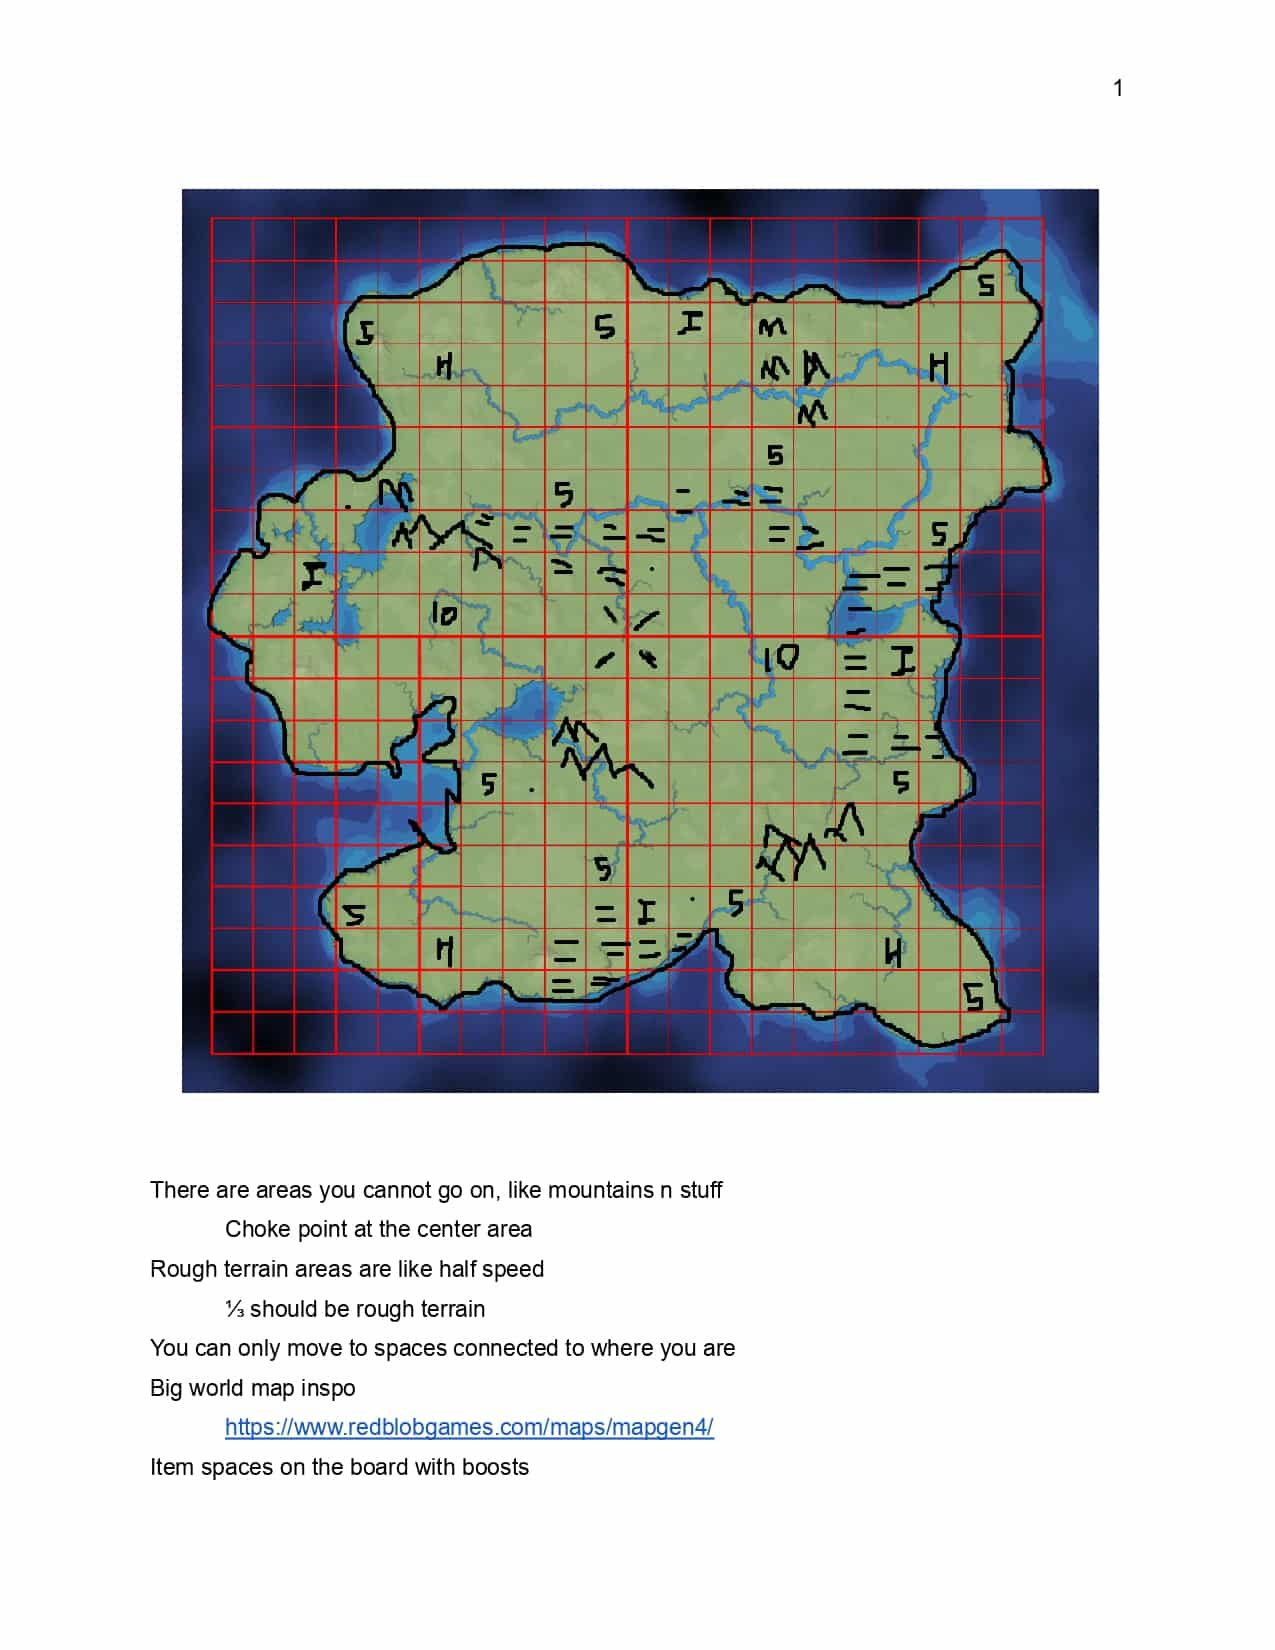 1
5
I
5
I
M
H
M M
H
M
5
5
5
I
10
10
I
5
5
5
5
I
5
H
H
5
There are areas you cannot go on, like mountains n stuff
Choke point at the center area
Rough terrain areas are like half speed
⅓ should be rough terrain
You can only move to spaces connected to where you are
Big world map inspo
https://www.redblobgames.com/maps/mapgen4/
Item spaces on the board with boosts